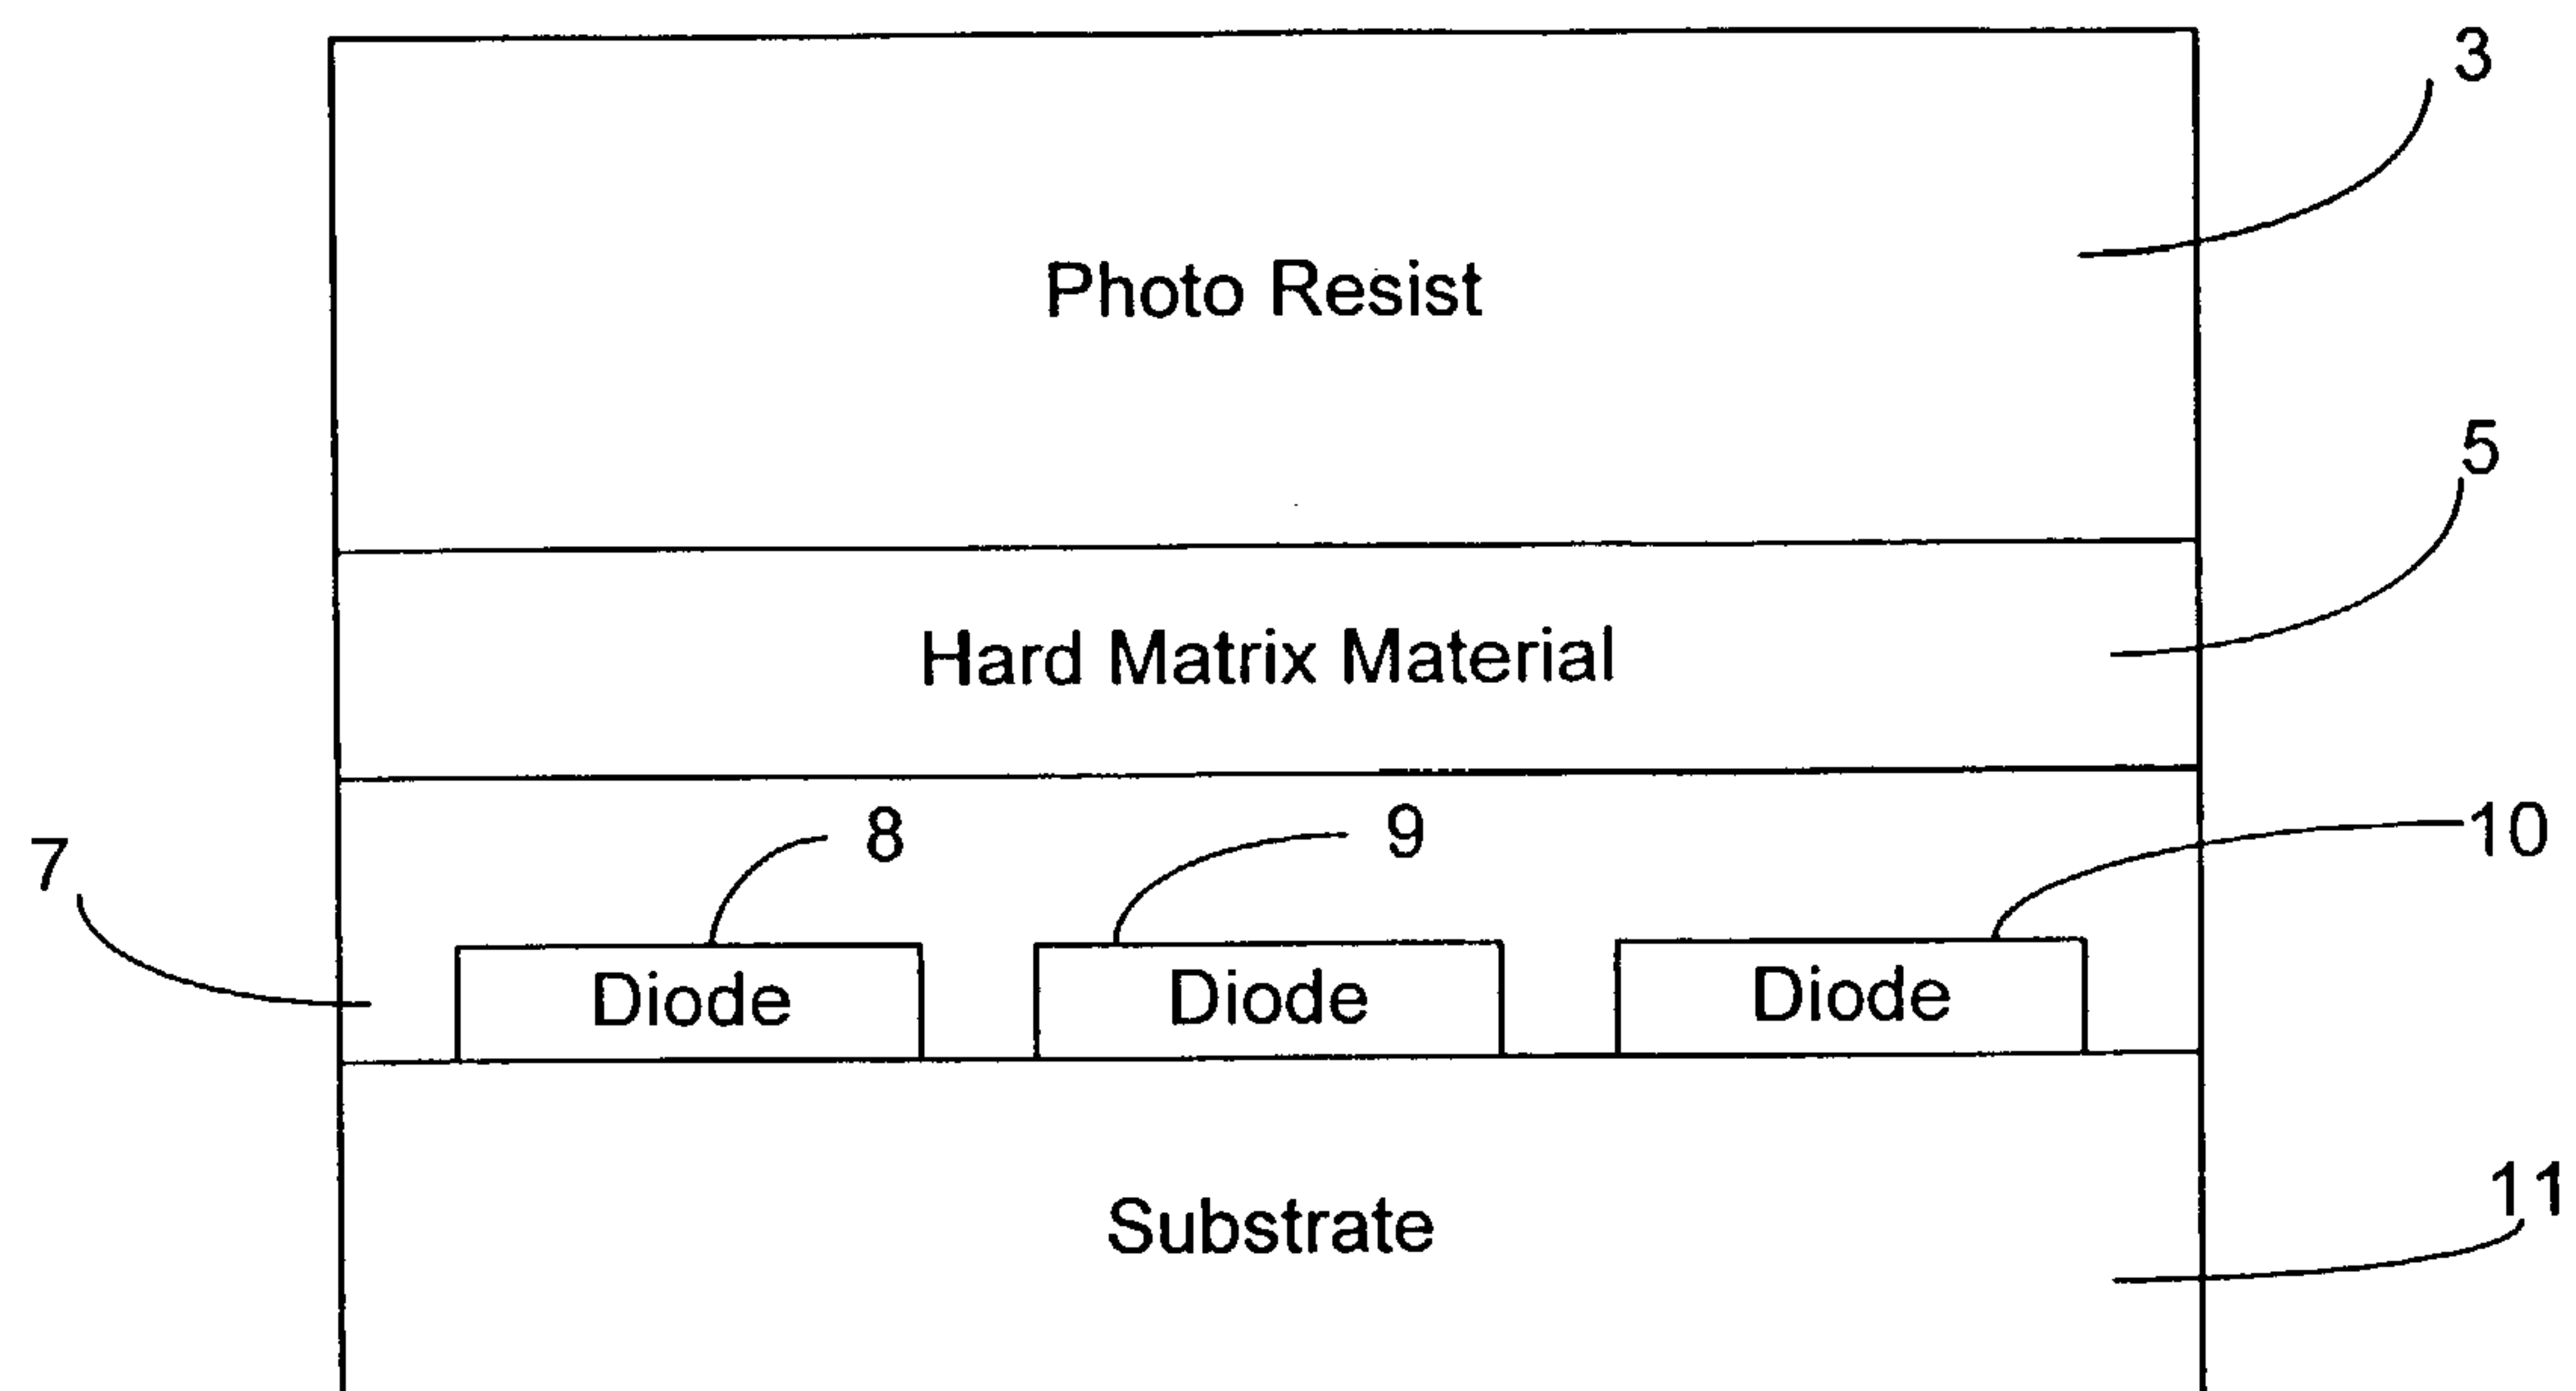 3
Photo Resist
5
Hard Matrix Material
7
8
9
10
Diode
Diode
Diode
Substrate
11